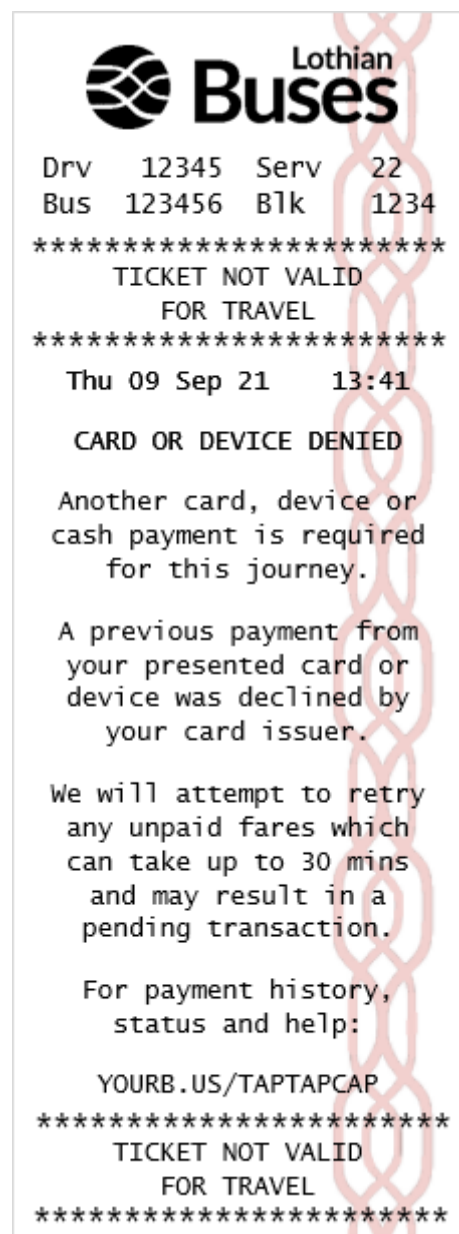 Lothian
Buses
Drv 12345 Serv 22
Bus 123456 Blk 1234
************************
TICKET NOT VALID
FOR TRAVEL
************************
Thu 09 Sep 21 13:41
CARD OR DEVICE DENIED
Another card, device or
cash payment is required
for this journey.
A previous payment from
your presented card or
device was declined by
your card issuer.
We will attempt to retry
any unpaid fares which
can take up to 30 mins
and may result in a
pending transaction.
For payment history,
status and help:
YOURB.US/TAPTAPCAP
************************
TICKET NOT VALID
FOR TRAVEL
************************